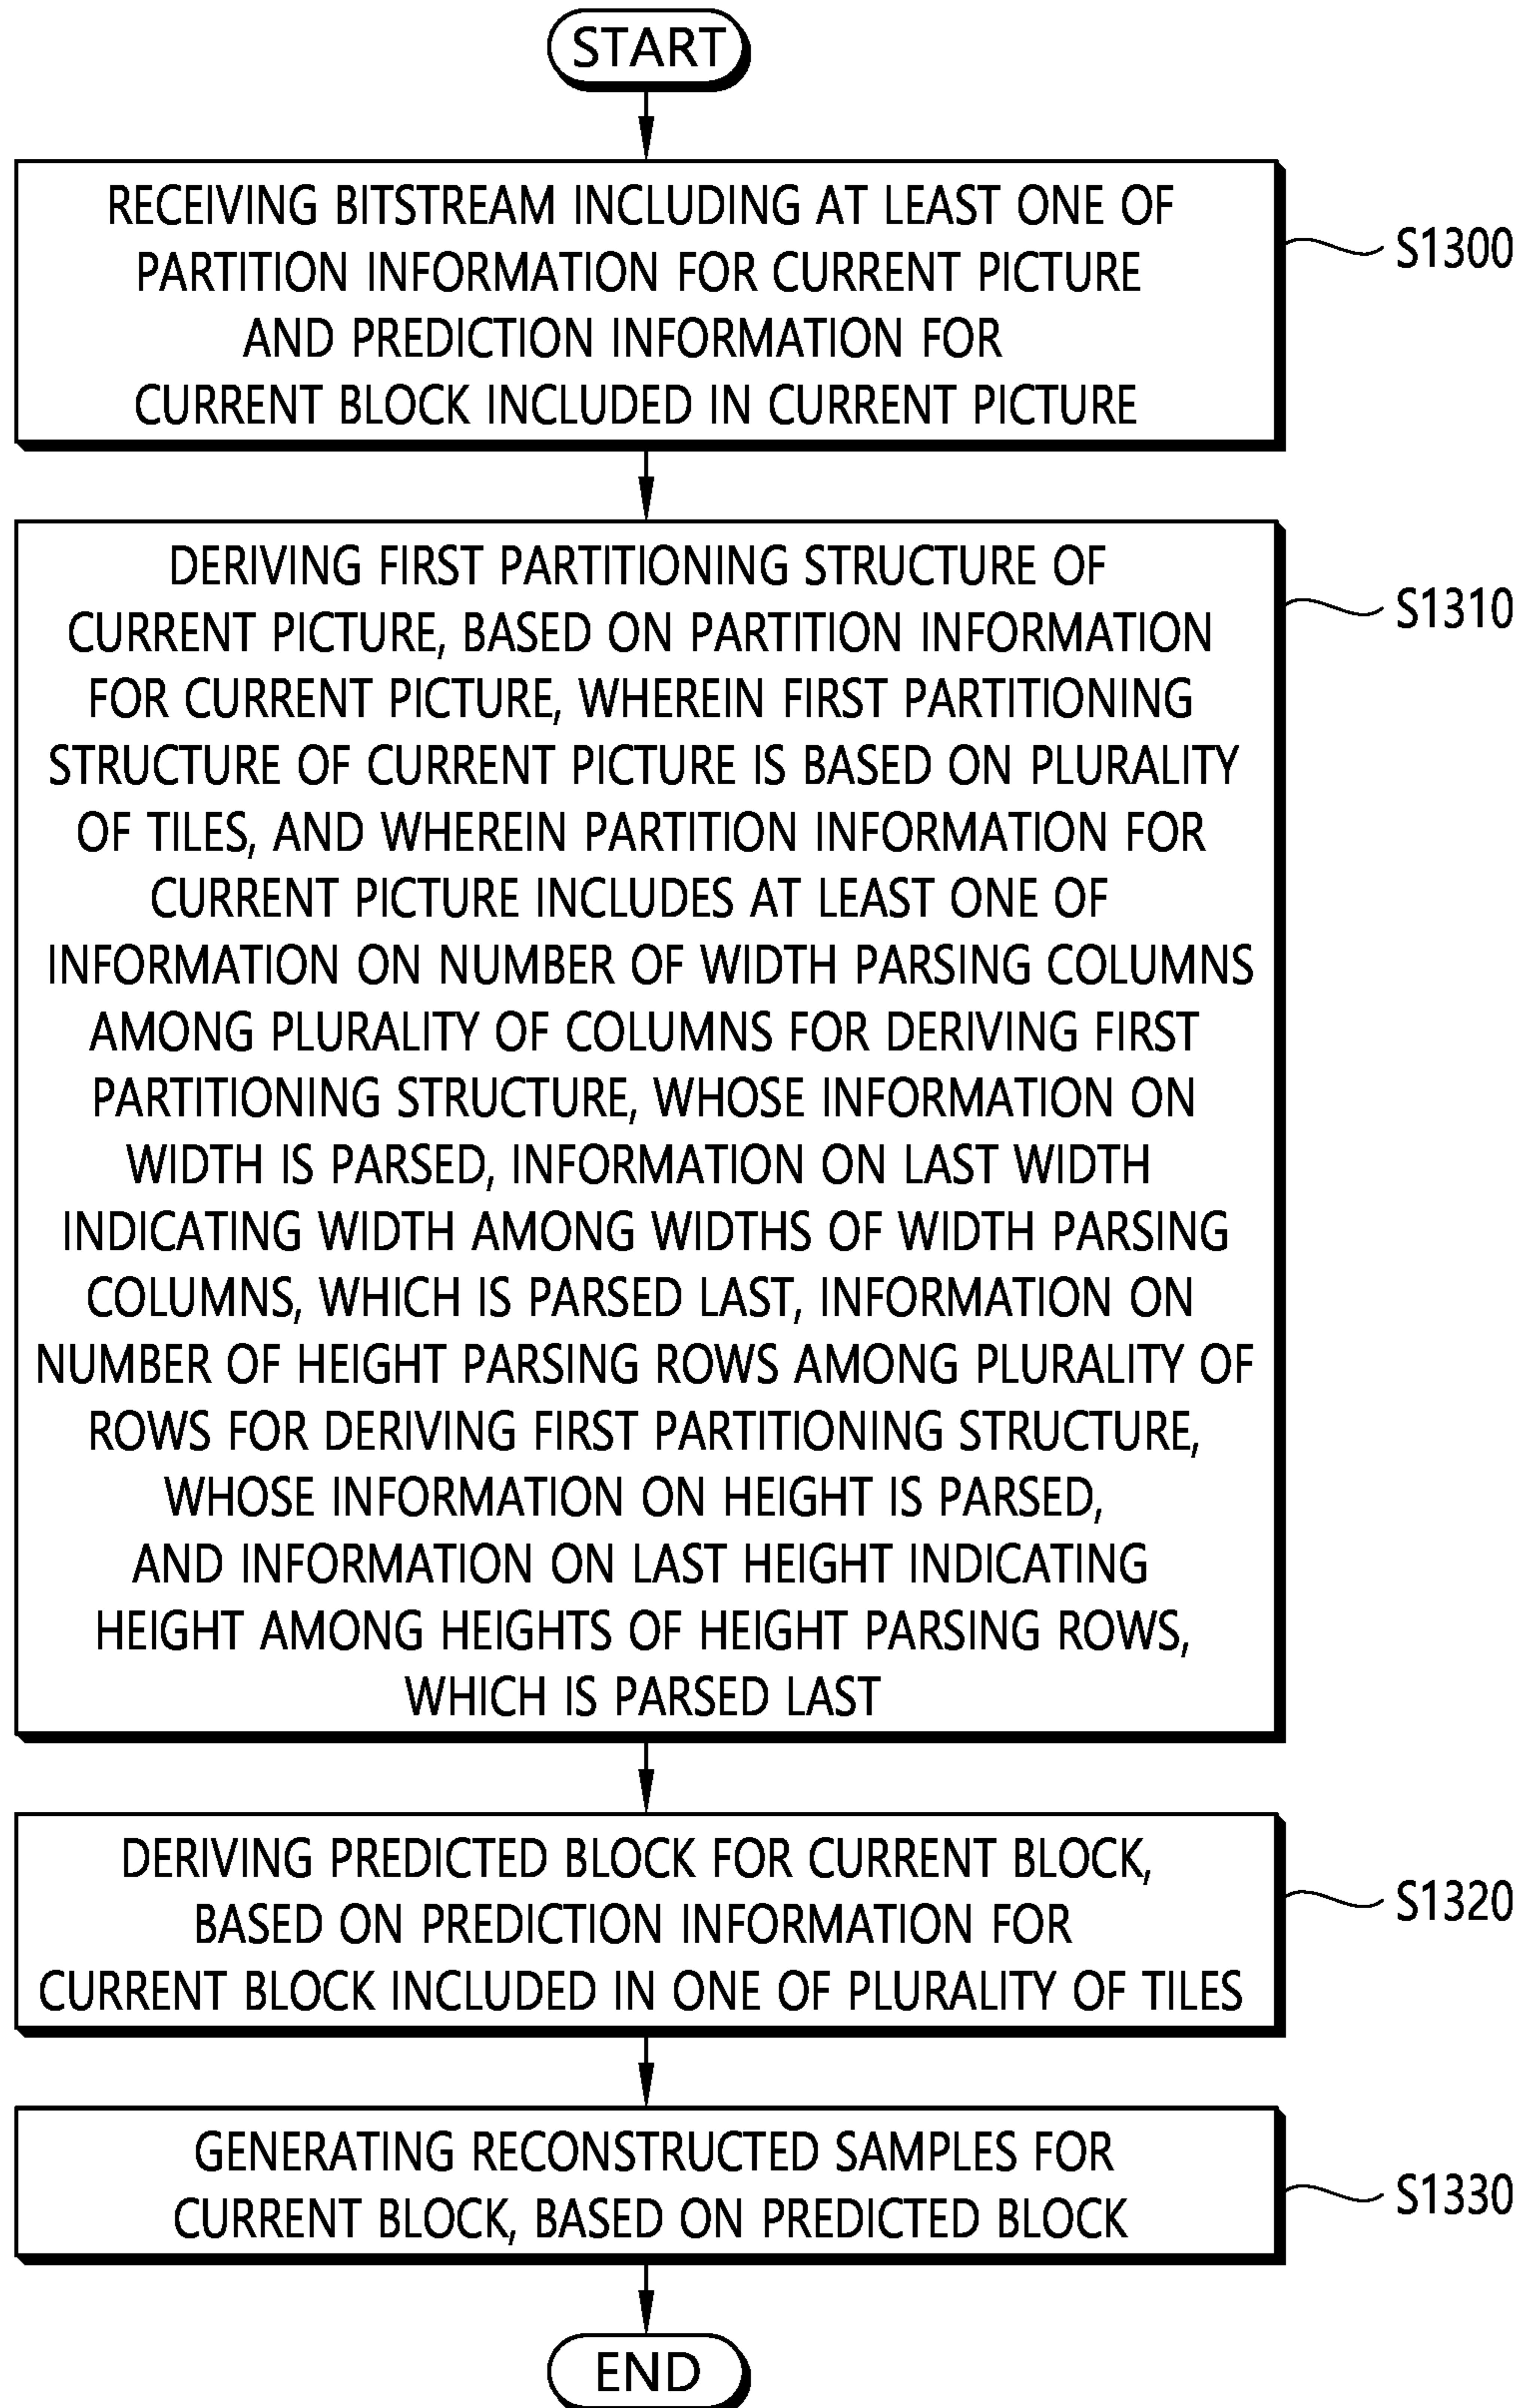 START
RECEIVING BITSTREAM INCLUDING AT LEAST ONE OF
PARTITION INFORMATION FOR CURRENT PICTURE
AND PREDICTION INFORMATION FOR
CURRENT BLOCK INCLUDED IN CURRENT PICTURE
S1300
DERIVING FIRST PARTITIONING STRUCTURE OF
CURRENT PICTURE, BASED ON PARTITION INFORMATION
FOR CURRENT PICTURE, WHEREIN FIRST PARTITIONING
STRUCTURE OF CURRENT PICTURE IS BASED ON PLURALITY
OF TILES, AND WHEREIN PARTITION INFORMATION FOR
CURRENT PICTURE INCLUDES AT LEAST ONE OF
INFORMATION ON NUMBER OF WIDTH PARSING COLUMNS
AMONG PLURALITY OF COLUMNS FOR DERIVING FIRST
PARTITIONING STRUCTURE, WHOSE INFORMATION ON
WIDTH IS PARSED, INFORMATION ON LAST WIDTH
INDICATING WIDTH AMONG WIDTHS OF WIDTH PARSING
COLUMNS, WHICH IS PARSED LAST, INFORMATION ON
NUMBER OF HEIGHT PARSING ROWS AMONG PLURALITY OF
ROWS FOR DERIVING FIRST PARTITIONING STRUCTURE,
WHOSE INFORMATION ON HEIGHT IS PARSED,
AND INFORMATION ON LAST HEIGHT INDICATING
HEIGHT AMONG HEIGHTS OF HEIGHT PARSING ROWS,
WHICH IS PARSED LAST
S1310
DERIVING PREDICTED BLOCK FOR CURRENT BLOCK,
BASED ON PREDICTION INFORMATION FOR
CURRENT BLOCK INCLUDED IN ONE OF PLURALITY OF TILES
S1320
GENERATING RECONSTRUCTED SAMPLES FOR
CURRENT BLOCK, BASED ON PREDICTED BLOCK
S1330
END